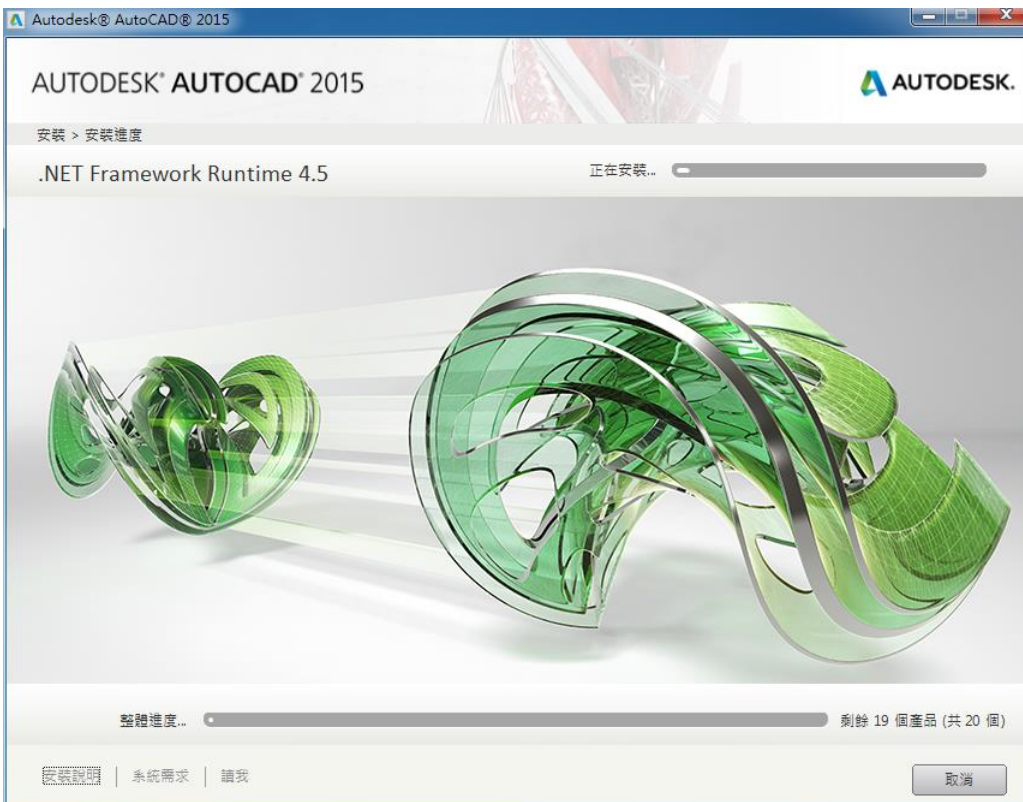 Autodesk® AutoCAD® 2015
AUTODESK® AUTOCAD® 2015
AUTODESK.
安裝 > 安裝進度
.NET Framework Runtime 4.5
正在安裝...
整體進度...
剩餘 19 個產品 (共 20 個)
安裝說明 | 系統需求 | 讀我
取消